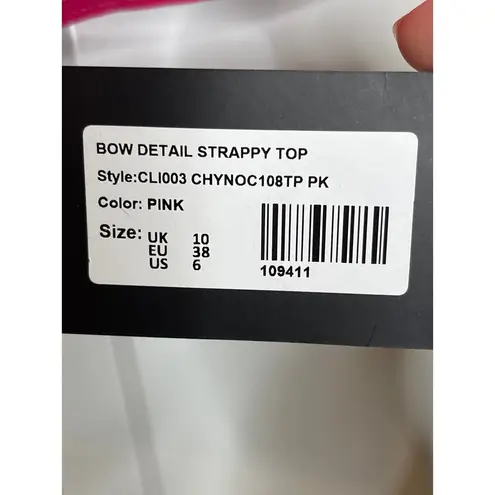 BOW DETAIL STRAPPY TOP
Style:CLI003 CHYNOC108TP PK
Color: PINK
Size: UK 10
EU 38
US 6
109411